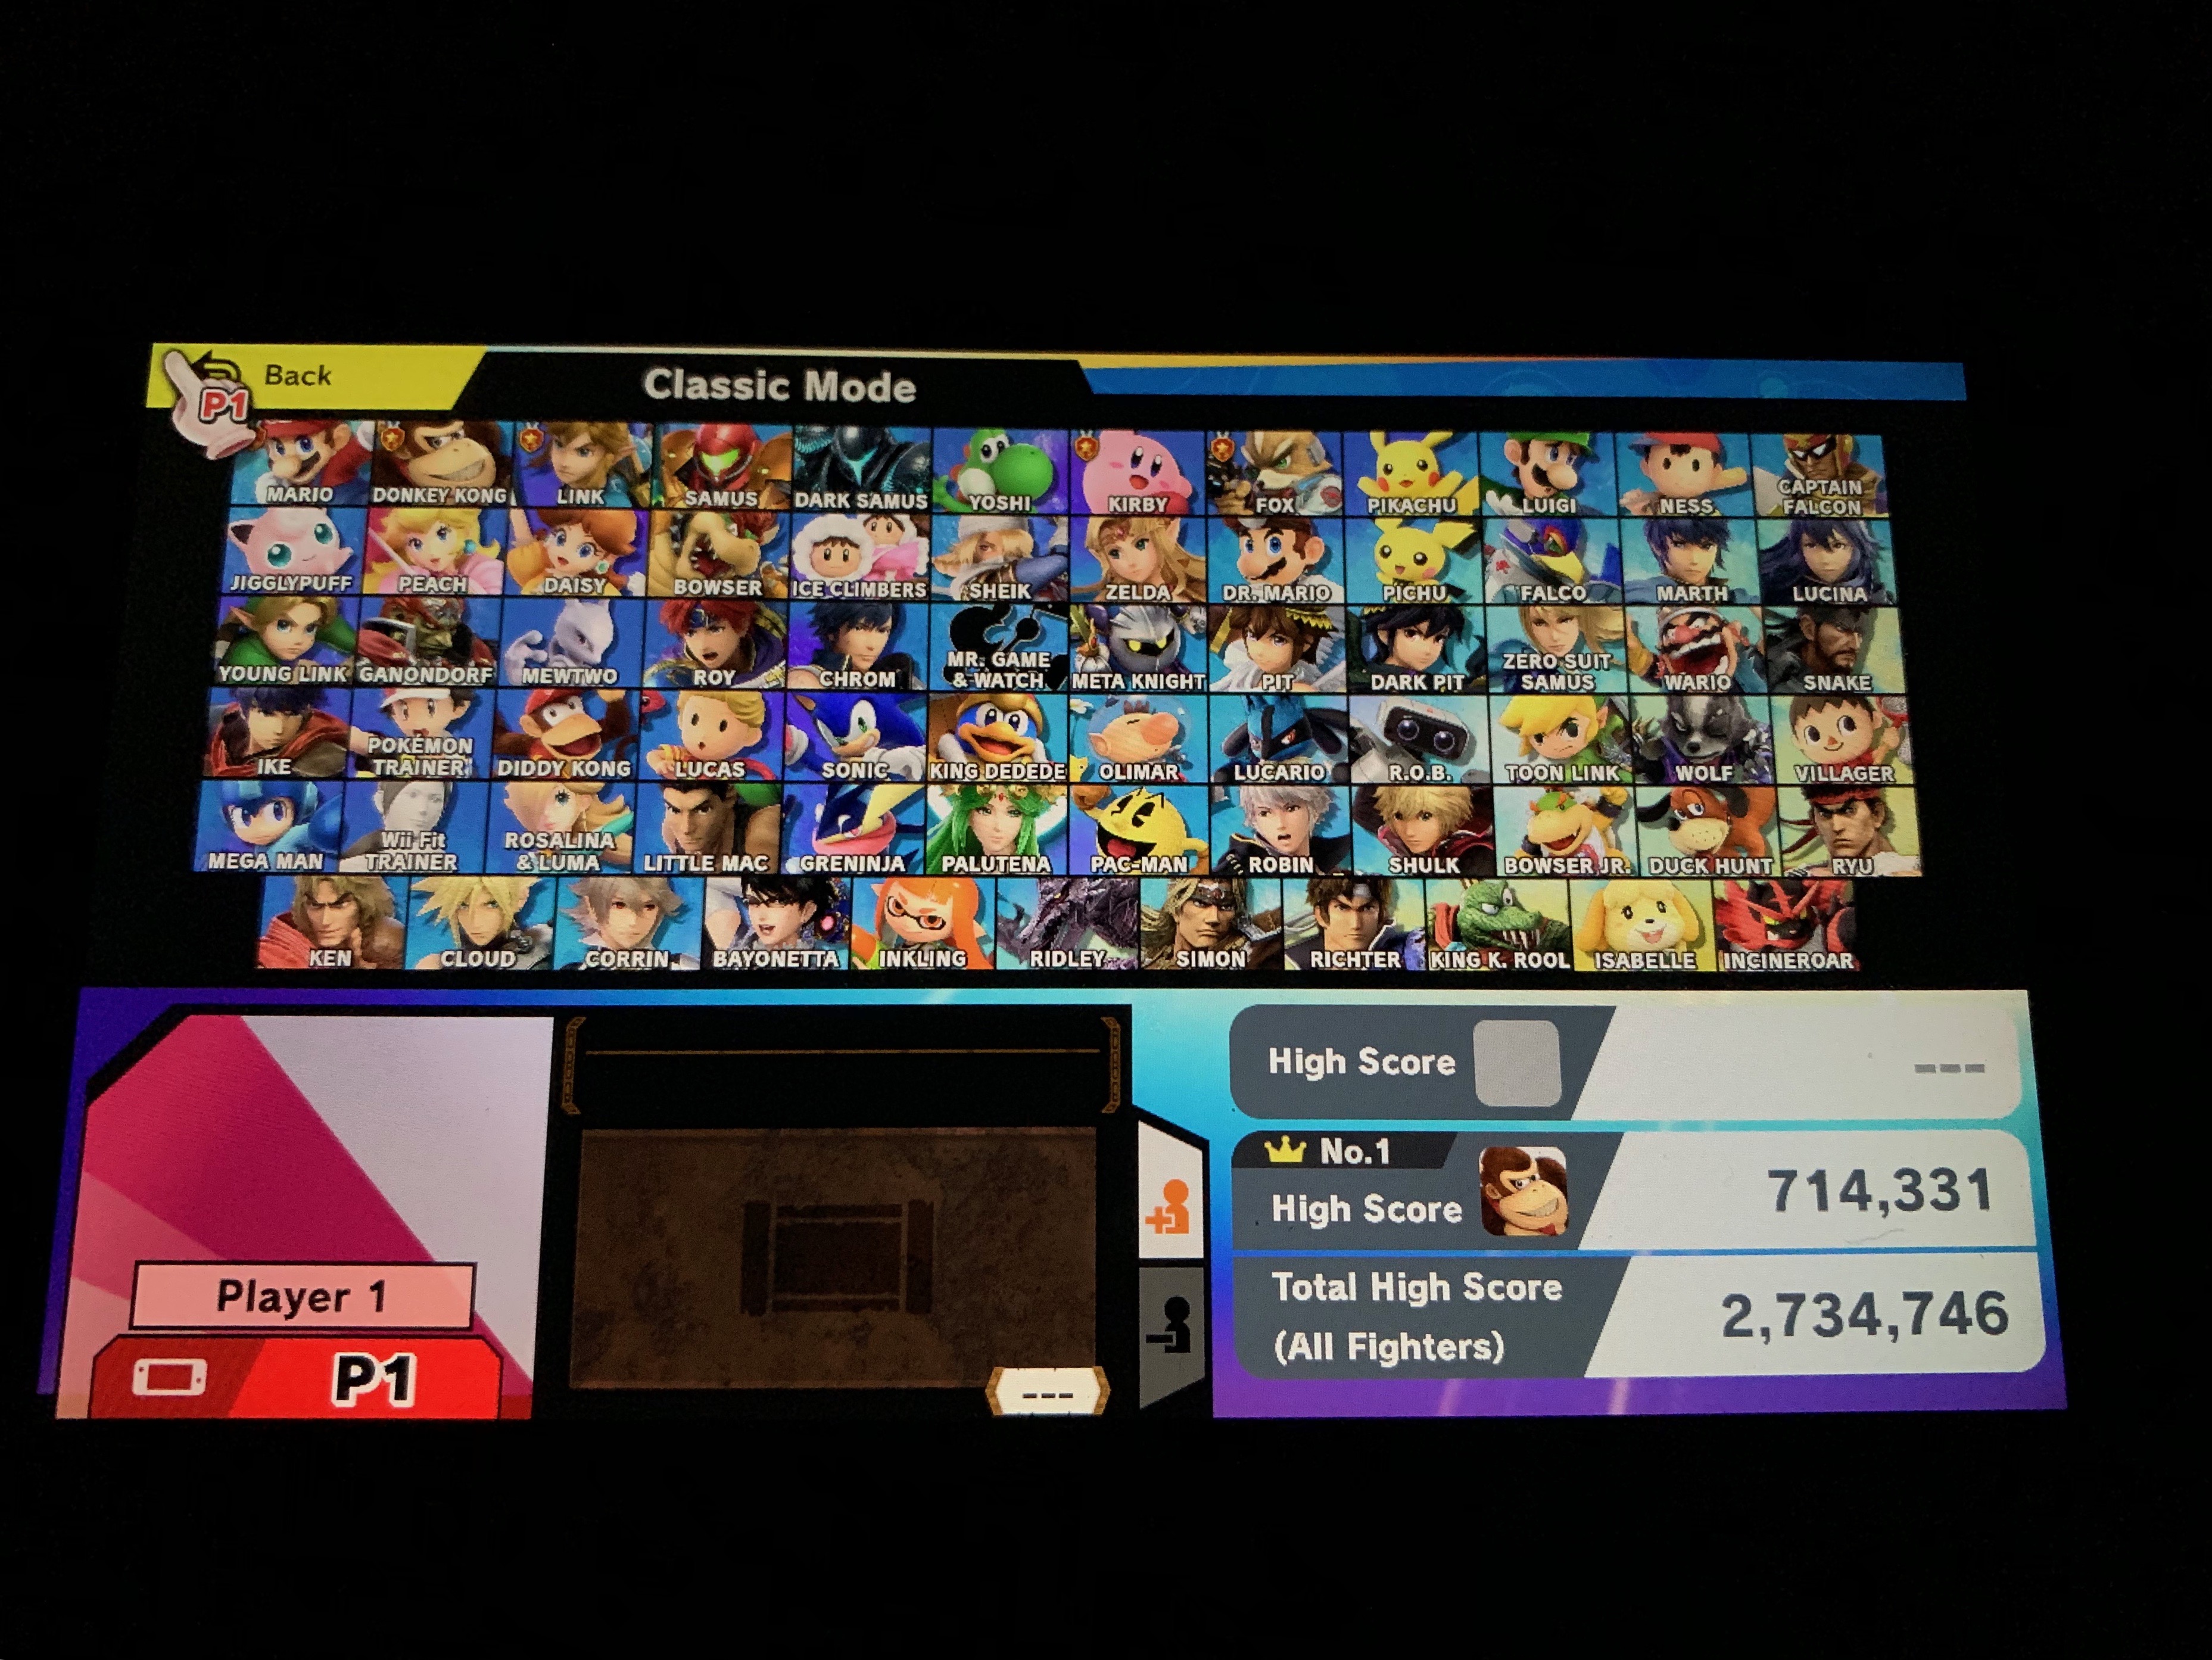 Back
Classic Mode
P1
MARIO
DONKEY KONG
LINK
SAMUS
DARK SAMUS
YOSHI
KIRBY
FOX
PIKACHU
LUIGI
NESS
CAPTAIN
FALCON
JIGGLYPUFF
PEACH
DAISY
BOWSER
ICE CLIMBERS
SHEIK
ZELDA
DR. MARIO
PICHU
FALCO
MARTH
LUCINA
YOUNG LINK
GANONDORF
MEWTWO
ROY
CHROM
MR. GAME
& WATCH
META KNIGHT
PIT
DARK PIT
ZERO SUIT
SAMUS
WARIO
SNAKE
IKE
POKÉMON
TRAINER
DIDDY KONG
LUCAS
SONIC
KING DEDEDE
OLIMAR
LUCARIO
R.O.B.
TOON LINK
WOLF
VILLAGER
MEGA MAN
Wii Fit
TRAINER
ROSALINA
& LUMA
LITTLE MAC
GRENINJA
PALUTENA
PAC-MAN
ROBIN
SHULK
BOWSER JR.
DUCK HUNT
RYU
KEN
CLOUD
CORRIN
BAYONETTA
INKLING
RIDLEY
SIMON
RICHTER
KING K. ROOL
ISABELLE
INCINEROAR
Player 1
P1
---
High Score
---
No.1
High Score
714,331
Total High Score
(All Fighters)
2,734,746